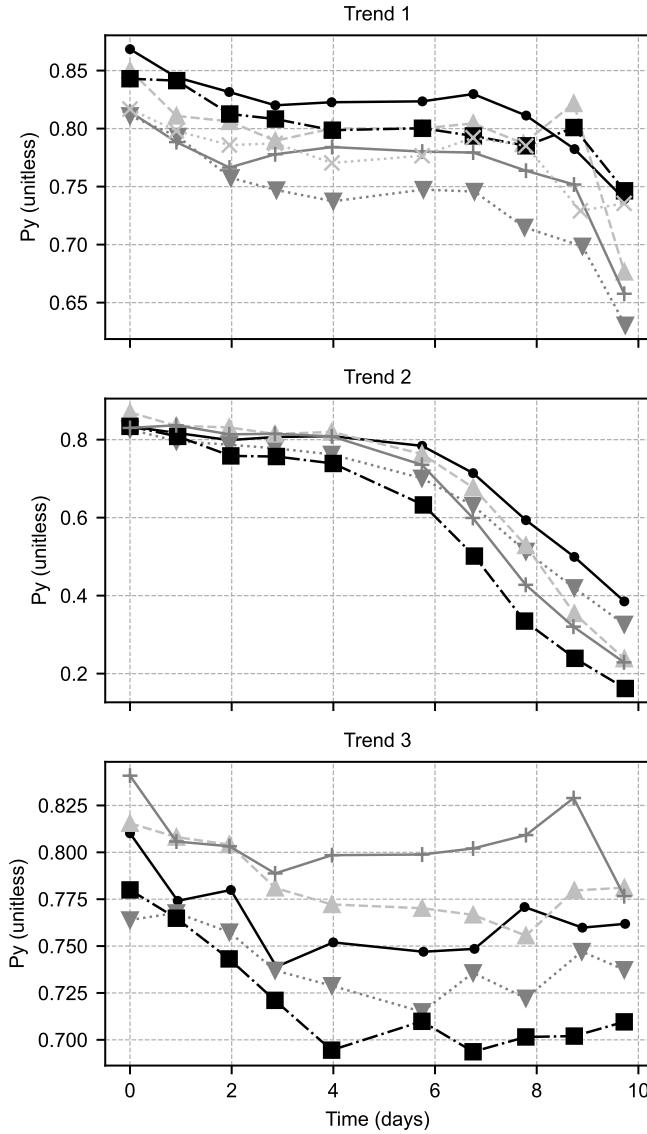 Trend 1
0.85
0.80
0.75
0.70
0.65
Py (unitless)
Trend 2
0.8
0.6
0.4
0.2
Py (unitless)
Trend 3
0.825
0.800
0.775
0.750
0.725
0.700
Py (unitless)
0 2 4 6 8 10
Time (days)